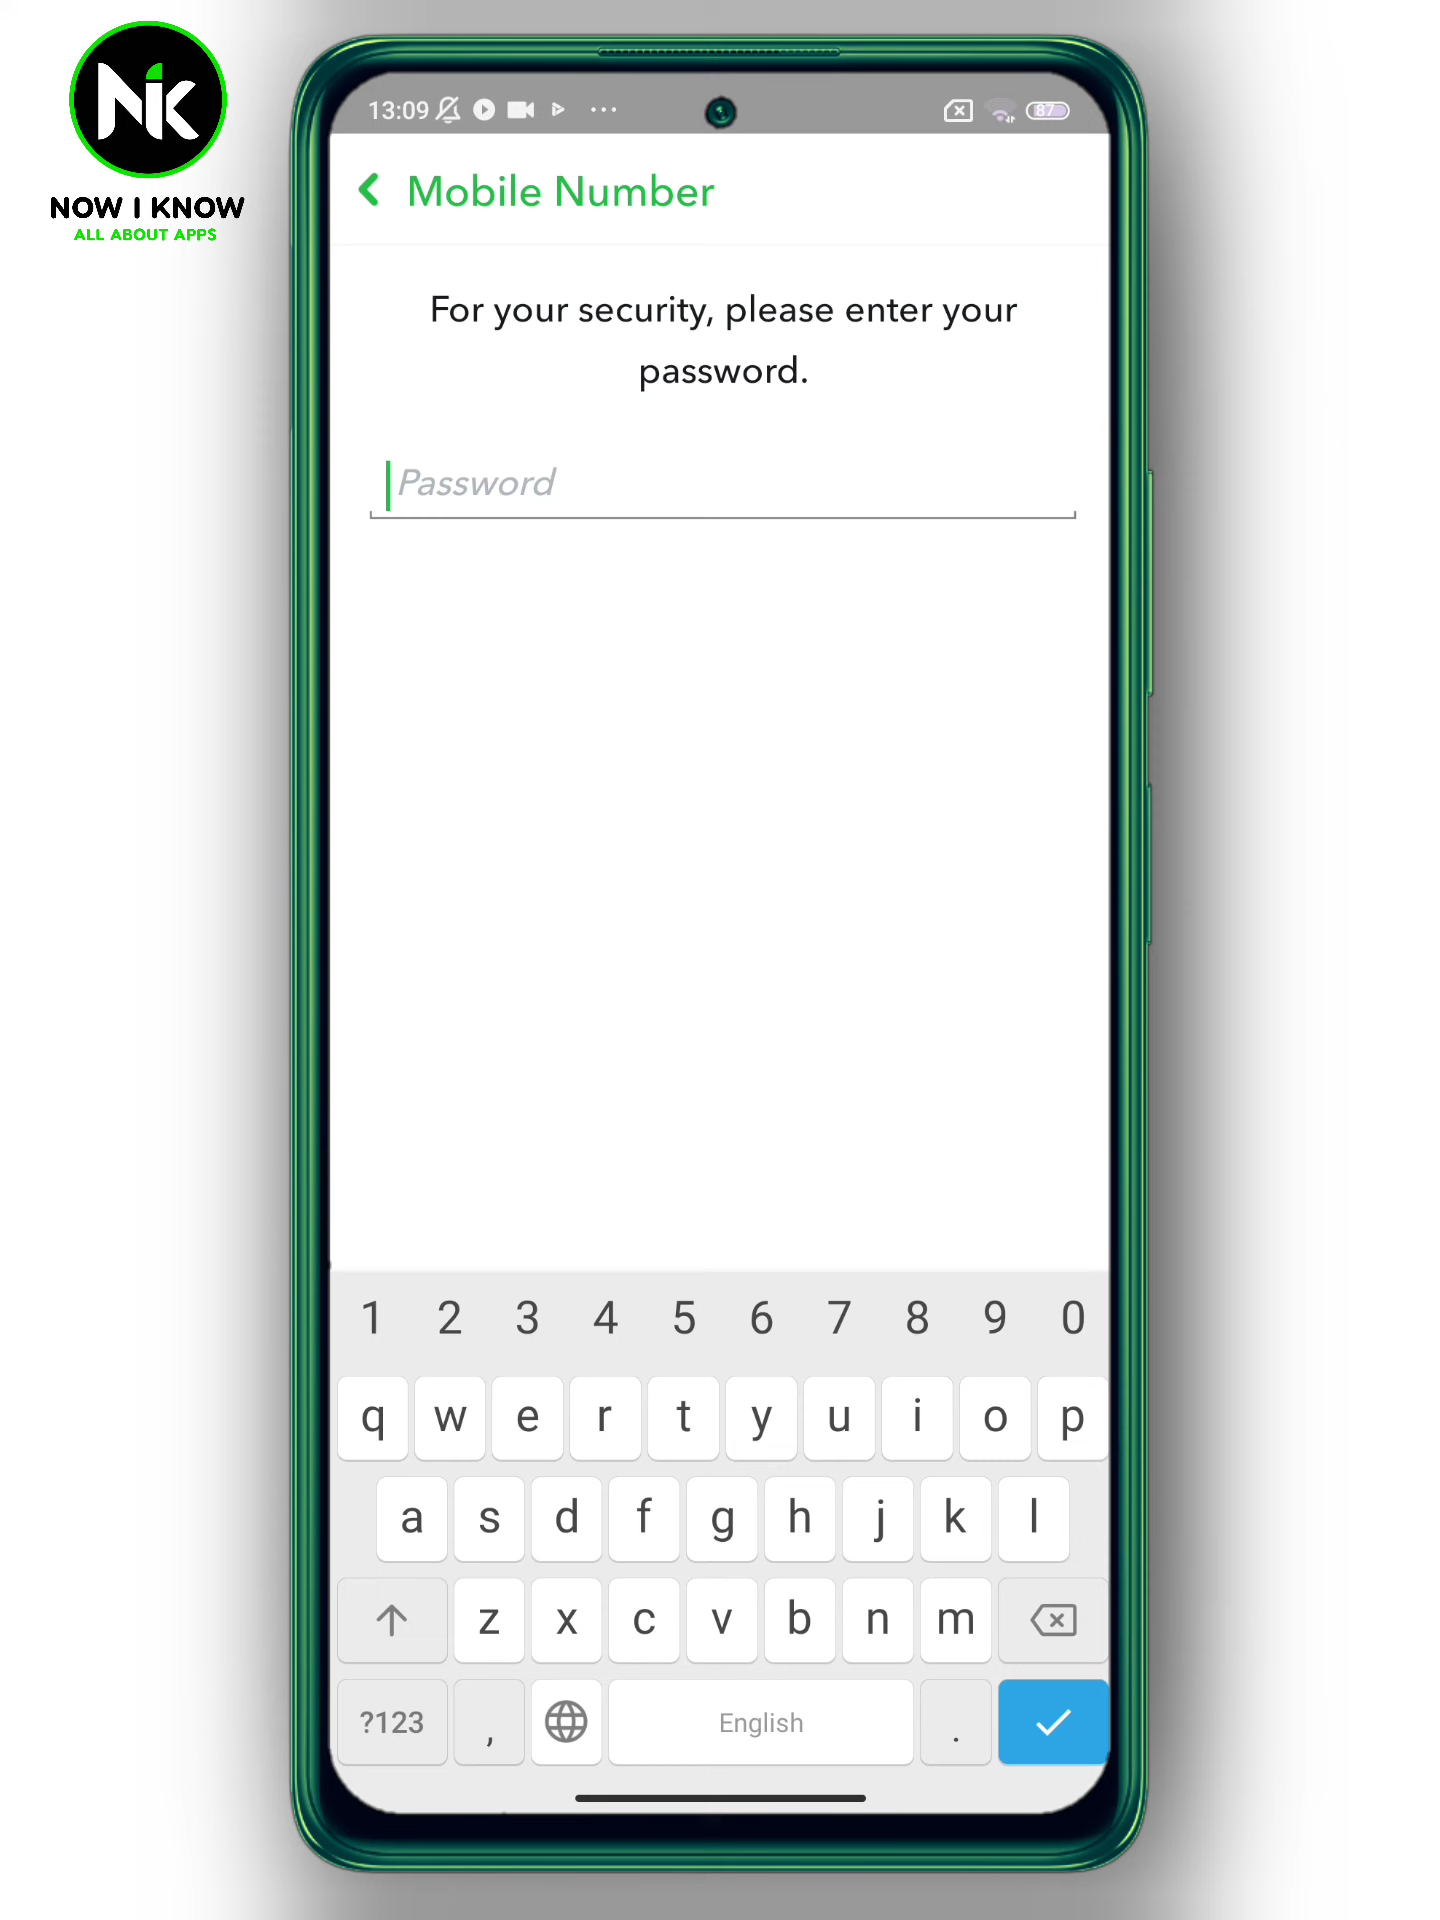 NiK
NOW I KNOW
ALL ABOUT APPS
13:09
87
Mobile Number
For your security, please enter your
password.
Password
1 2 3 4 5 6 7 8 9 0
q w e r t y u i o p
a s d f g h j k l
z x c v b n m
?123 , English .